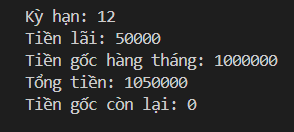 Kỳ hạn: 12
Tiền lãi: 50000
Tiền gốc hàng tháng: 1000000
Tổng tiền: 1050000
Tiền gốc còn lại: 0